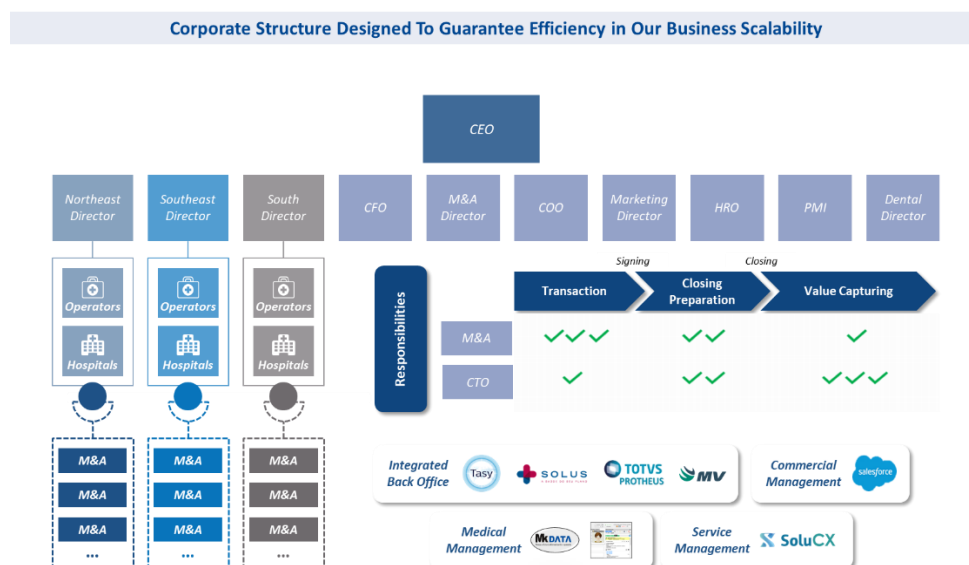 Corporate Structure Designed To Guarantee Efficiency in Our Business Scalability
CEO
Northeast
Director
Southeast
Director
South
Director
CFO
M&A
Director
COO
Marketing
Director
HRO
PMI
Dental
Director
Operators
Hospitals
Operators
Hospitals
Operators
Hospitals
M&A
M&A
M&A
...
M&A
M&A
M&A
...
M&A
M&A
M&A
...
Responsibilities
Signing
Closing
Transaction
Closing
Preparation
Value Capturing
M&A
CTO
Integrated
Back Office
Tasy
SOLUS
TOTVS
PROTHEUS
MV
Commercial
Management
salesforce
Medical
Management
MKDATA
Service
Management
SoluCX